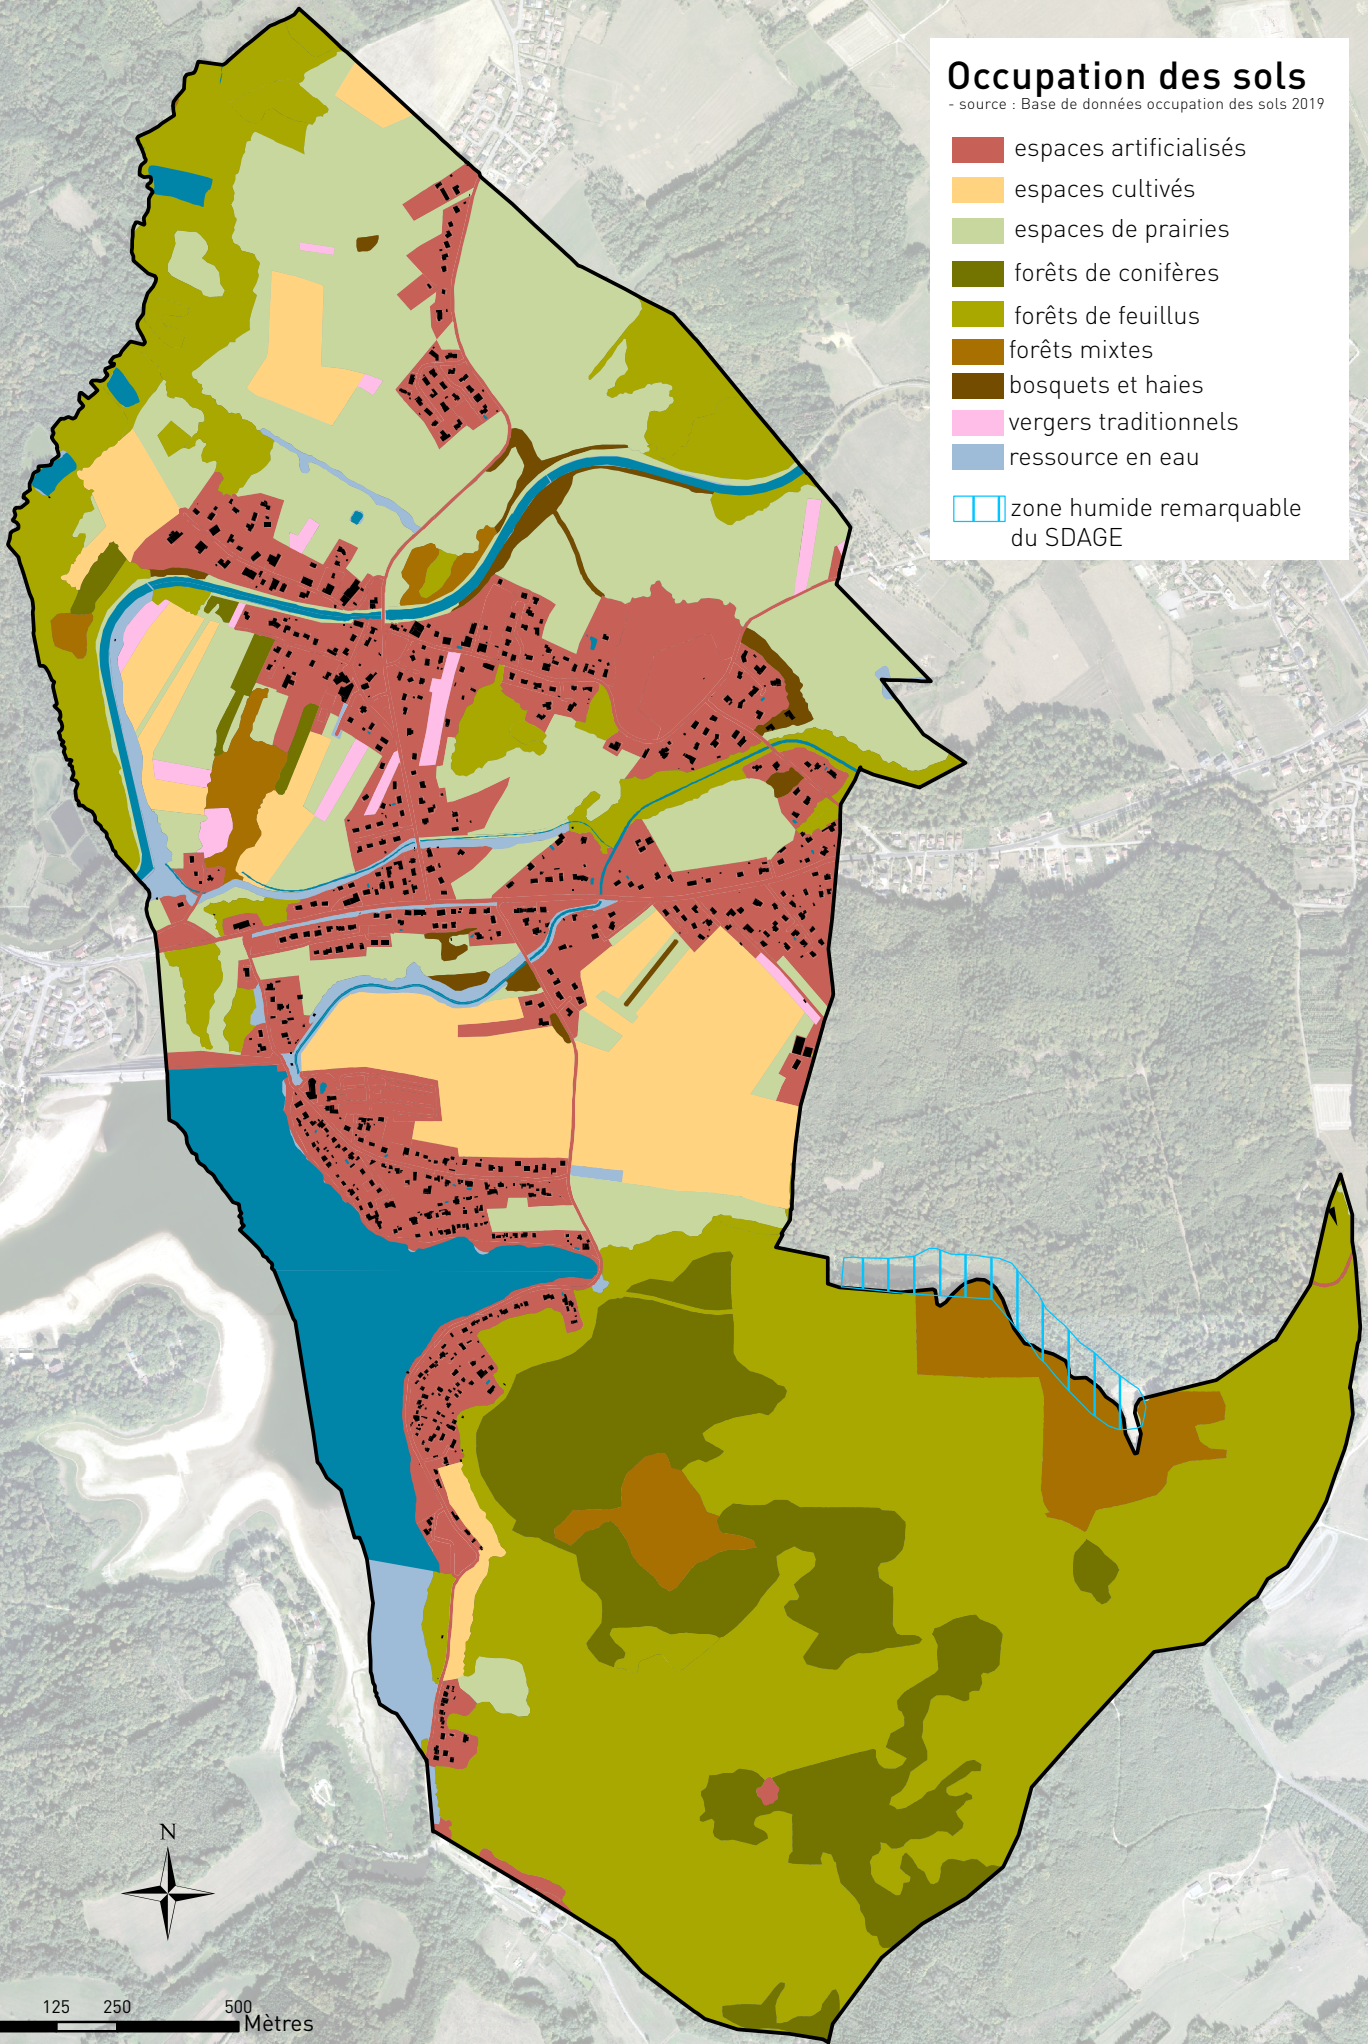 Occupation des sols
- source : Base de données occupation des sols 2019
espaces artificialisés
espaces cultivés
espaces de prairies
forêts de conifères
forêts de feuillus
forêts mixtes
bosquets et haies
vergers traditionnels
ressource en eau
zone humide remarquable
du SDAGE
N
125 250 500
Mètres